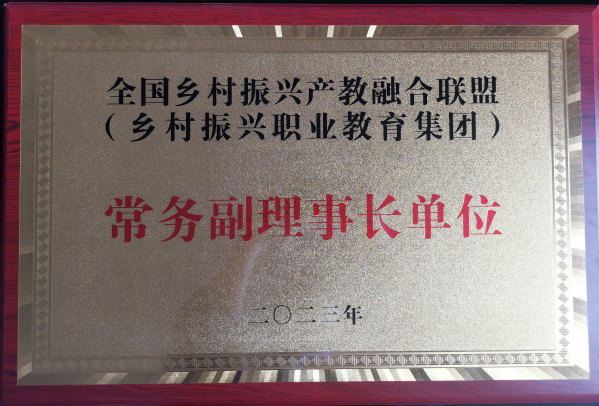 全国乡村振兴产教融合联盟
(乡村振兴职业教育集团)
常务副理事长单位
二〇二三年